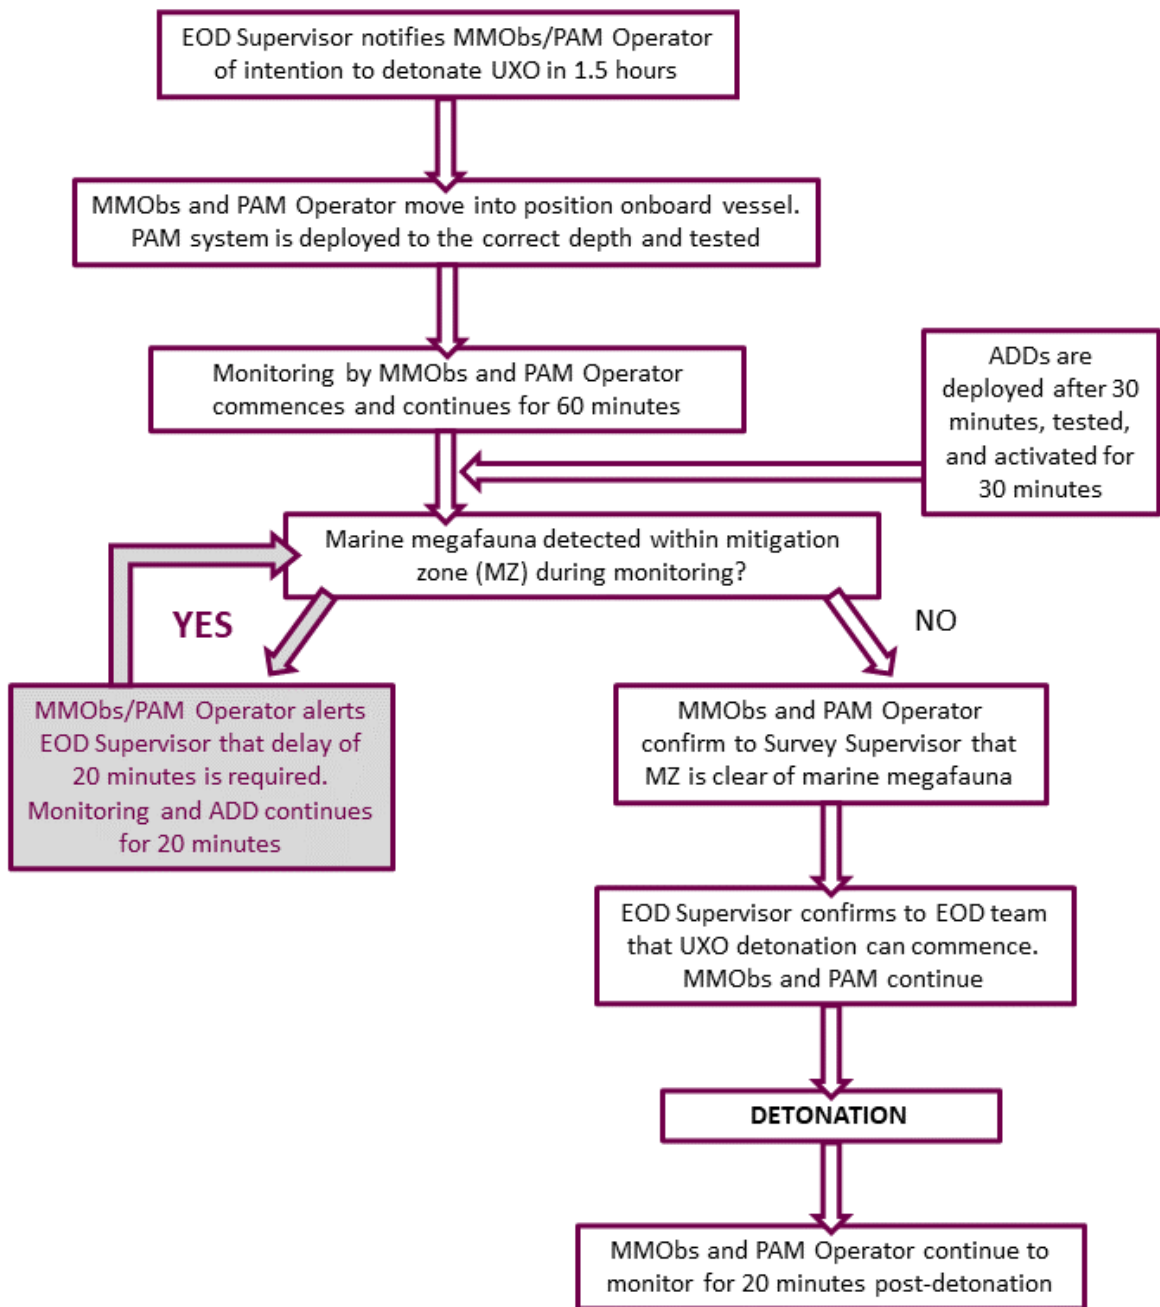 EOD Supervisor notifies MMObs/PAM Operator
of intention to detonate UXO in 1.5 hours
MMObs and PAM Operator move into position onboard vessel.
PAM system is deployed to the correct depth and tested
Monitoring by MMObs and PAM Operator
commences and continues for 60 minutes
ADDs are
deployed after 30
minutes, tested,
and activated for
30 minutes
Marine megafauna detected within mitigation
zone (MZ) during monitoring?
YES
NO
MMObs/PAM Operator alerts
EOD Supervisor that delay of
20 minutes is required.
Monitoring and ADD continues
for 20 minutes
MMObs and PAM Operator
confirm to Survey Supervisor that
MZ is clear of marine megafauna
EOD Supervisor confirms to EOD team
that UXO detonation can commence.
MMObs and PAM continue
DETONATION
MMObs and PAM Operator continue to
monitor for 20 minutes post-detonation